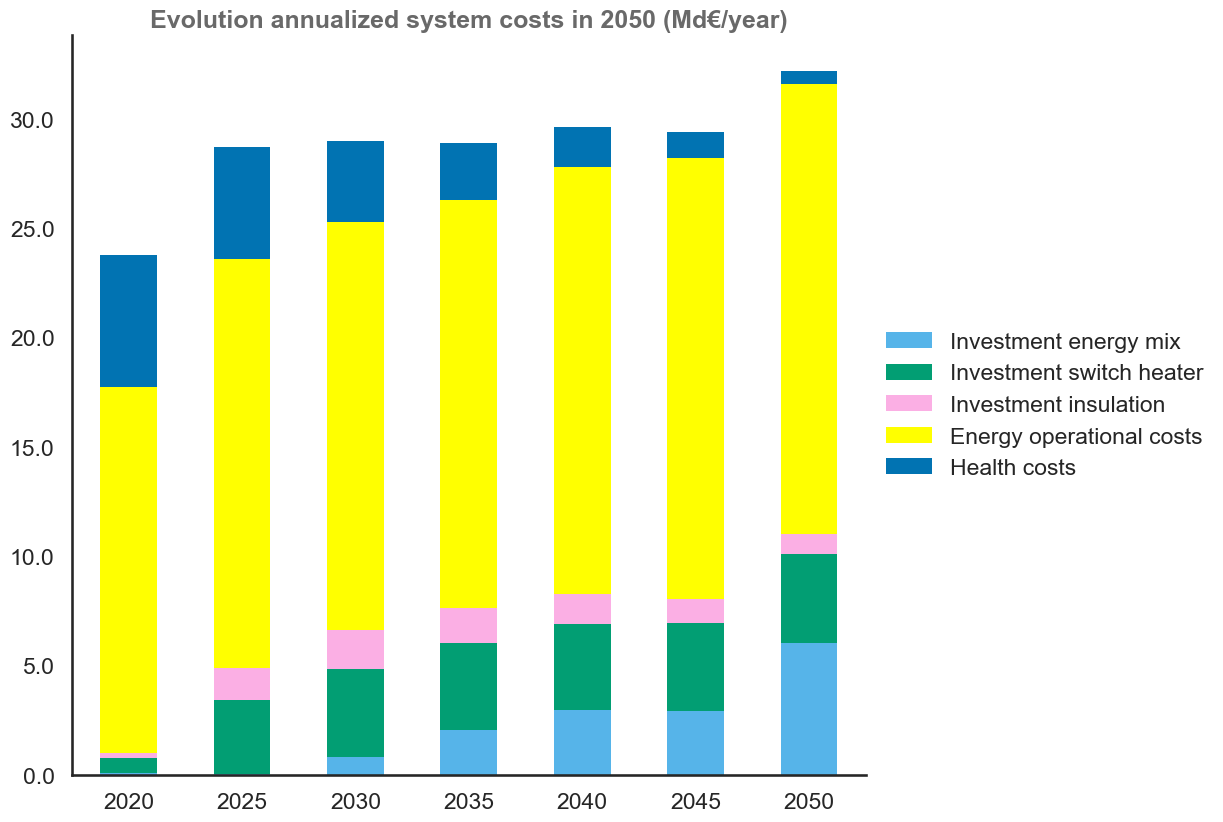 Evolution annualized system costs in 2050 (Md€/year)
30.0
25.0
20.0
15.0
10.0
5.0
0.0
2020 2025 2030 2035 2040 2045 2050
Investment energy mix
Investment switch heater
Investment insulation
Energy operational costs
Health costs